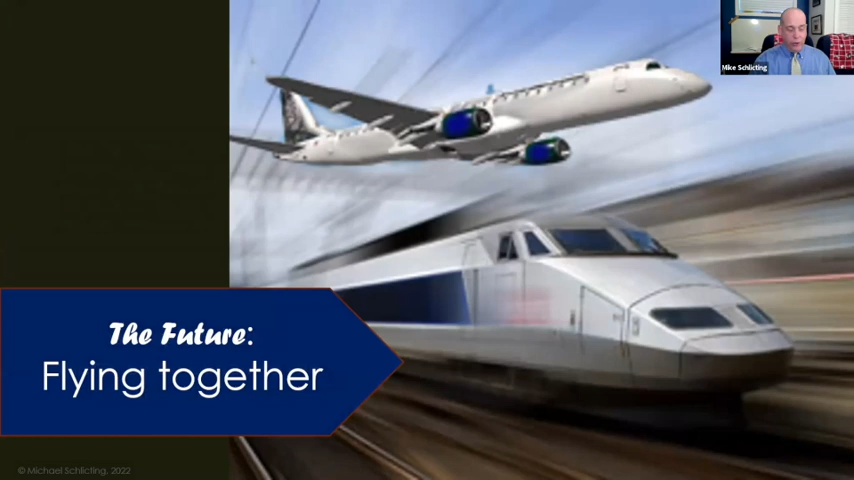 Mike Schlicting
The Future:
Flying together
© Michael Schlicting, 2022